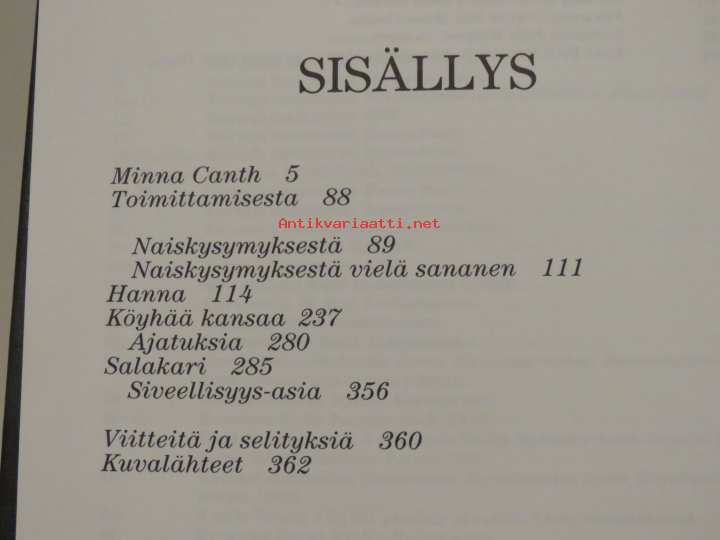 SISÄLLYS
Minna Canth 5
Toimittamisesta 88
Antikvariaatti.net
Naiskysymyksestä 89
Naiskysymyksestä vielä sananen 111
Hanna 114
Köyhää kansaa 237
Ajatuksia 280
Salakari 285
Siveellisyys-asia 356
Viitteitä ja selityksiä 360
Kuvalähteet 362